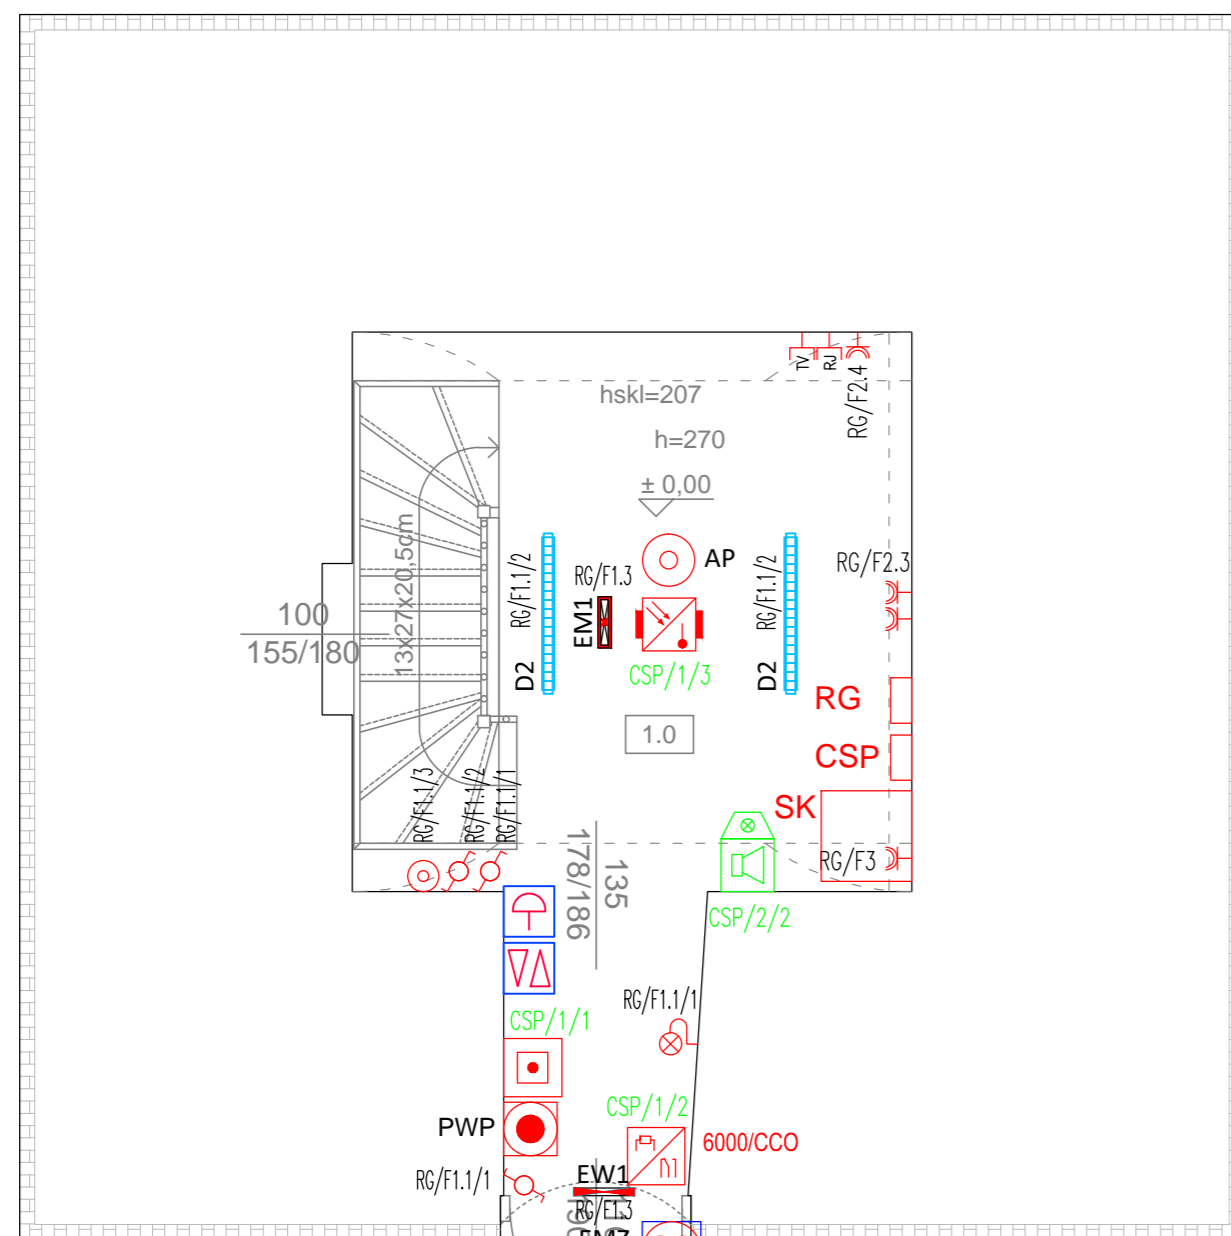 TV
RJ
RG/F2.4
hskl=207
h=270
± 0,00
AP
RG/F1.1/2
RG/F1.3
EM1
RG/F1.1/2
RG/F2.3
13x27x20,5cm
100
155/180
D2
CSP/1/3
D2
RG
1.0
CSP
SK
RG/F1.1/3
RG/F1.1/2
RG/F1.1/1
135
178/186
RG/F3
CSP/2/2
RG/F1.1/1
CSP/1/1
CSP/1/2
PWP
6000/CCO
RG/F1.1/1
EW1
RG/F1.3